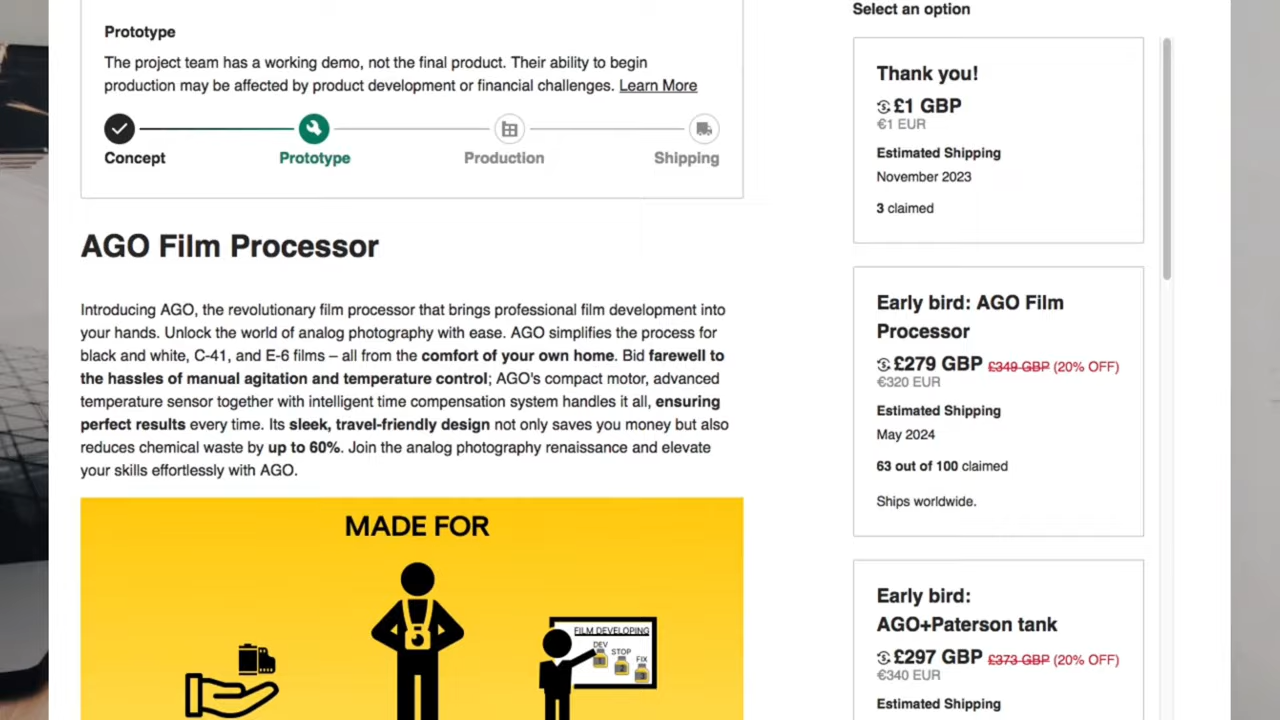 Prototype
The project team has a working demo, not the final product. Their ability to begin
production may be affected by product development or financial challenges. Learn More
Concept
Prototype
Production
Shipping
AGO Film Processor
Introducing AGO, the revolutionary film processor that brings professional film development into
your hands. Unlock the world of analog photography with ease. AGO simplifies the process for
black and white, C-41, and E-6 films – all from the comfort of your own home. Bid farewell to
the hassles of manual agitation and temperature control; AGO's compact motor, advanced
temperature sensor together with intelligent time compensation system handles it all, ensuring
perfect results every time. Its sleek, travel-friendly design not only saves you money but also
reduces chemical waste by up to 60%. Join the analog photography renaissance and elevate
your skills effortlessly with AGO.
MADE FOR
FILM DEVELOPING
DEV
STOP
FIX
Select an option
Thank you!
£1 GBP
€1 EUR
Estimated Shipping
November 2023
3 claimed
Early bird: AGO Film
Processor
£279 GBP £349 GBP (20% OFF)
€320 EUR
Estimated Shipping
May 2024
63 out of 100 claimed
Ships worldwide.
Early bird:
AGO+Paterson tank
£297 GBP £373 GBP (20% OFF)
€340 EUR
Estimated Shipping